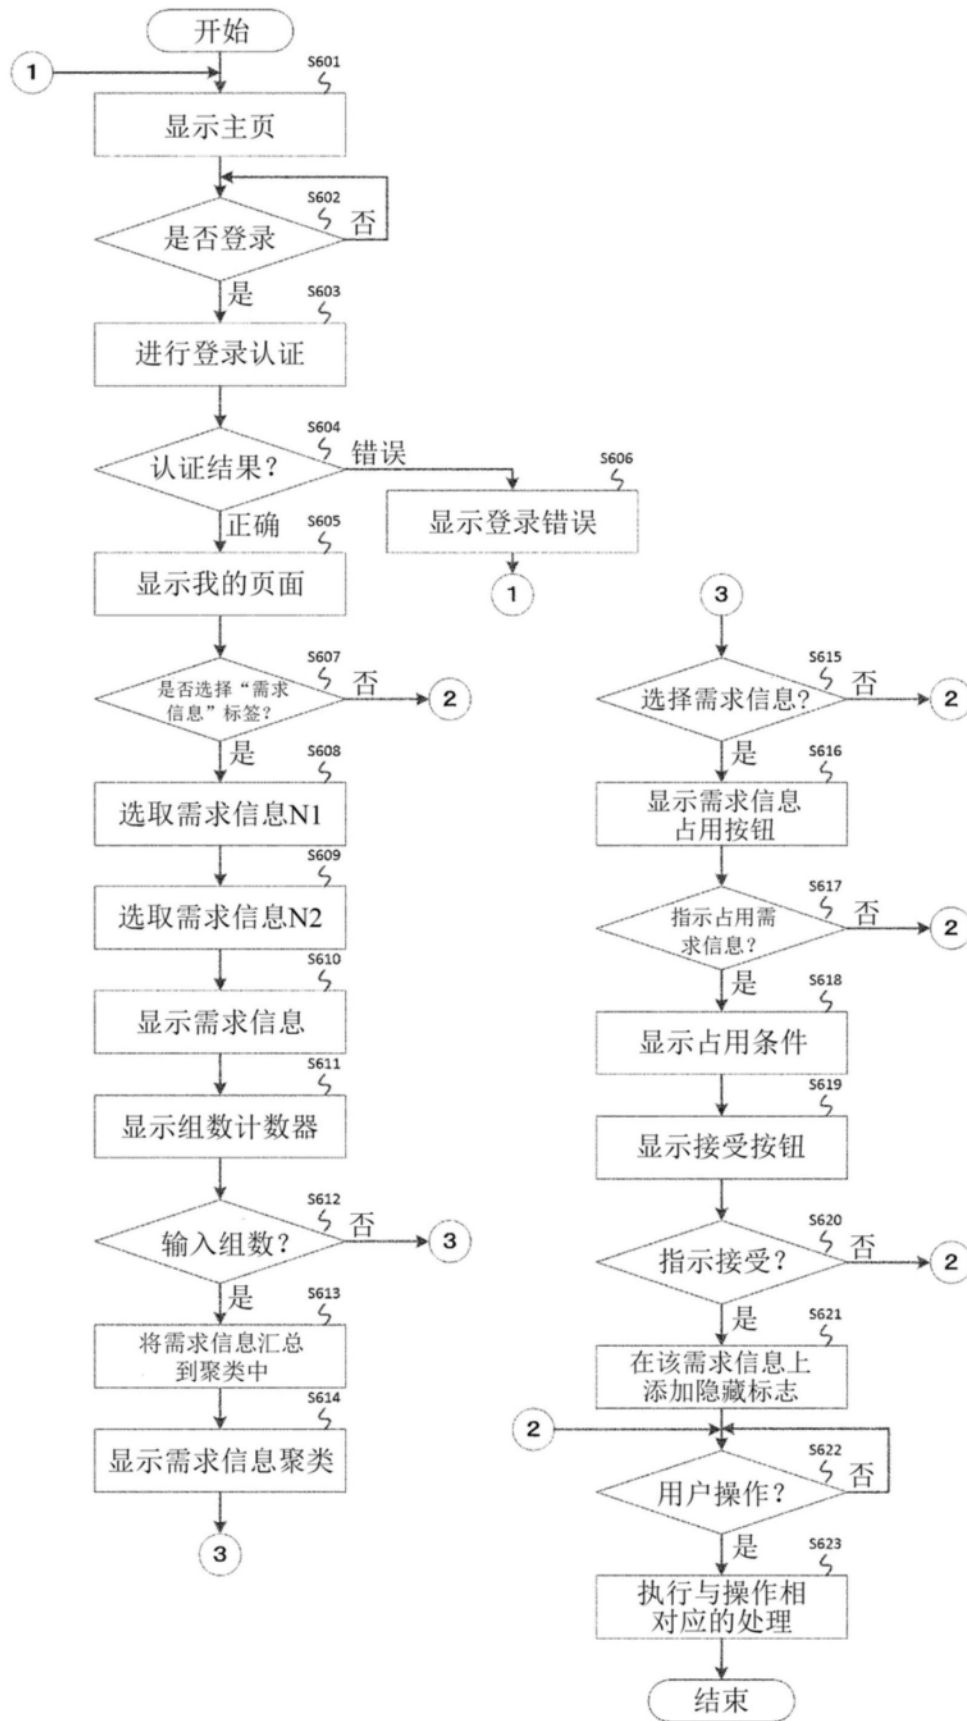 开始
1
S601
显示主页
S602
是否登录
否
是
S603
进行登录认证
S604
认证结果？
错误
正确
S606
显示登录错误
1
S605
显示我的页面
S607
是否选择“需求
信息”标签？
否
2
是
S608
选取需求信息N1
S609
选取需求信息N2
S610
显示需求信息
S611
显示组数计数器
S612
输入组数？
否
3
是
S613
将需求信息汇总
到聚类中
S614
显示需求信息聚类
3
3
S615
选择需求信息？
否
2
是
S616
显示需求信息
占用按钮
S617
指示占用需
求信息？
否
2
是
S618
显示占用条件
S619
显示接受按钮
S620
指示接受？
否
2
是
S621
在该需求信息上
添加隐藏标志
2
S622
用户操作？
否
是
S623
执行与操作相
对应的处理
结束